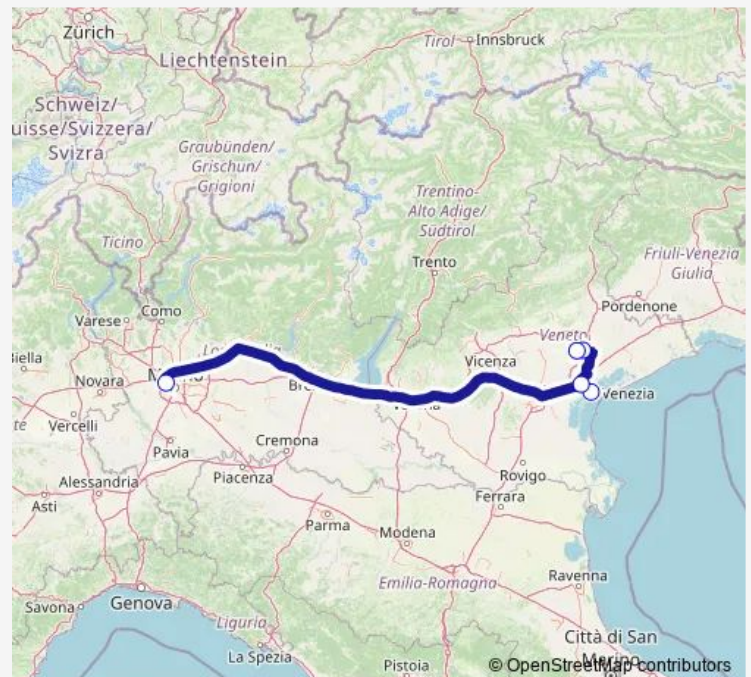 Zürich
Liechtenstein
Tirol
Innsbruck
Schweiz/
uisse/Svizzera/
Svizra
Graubünden/
Grischun/
Grigioni
Trentino-
Alto Adige/
Südtirol
Ticino
Trento
Friuli-Venezia
Giulia
Pordenone
Como
Varese
Veneto
Biella
Novara
Vicenza
Venezia
Vercelli
Pavia
Cremona
Rovigo
Alessandria
Piacenza
Ferrara
Asti
Parma
Modena
Emilia-Romagna
Ravenna
Savona
Genova
Liguria
La Spezia
Città di San
Marino
Pistoia
© OpenStreetMap contributors